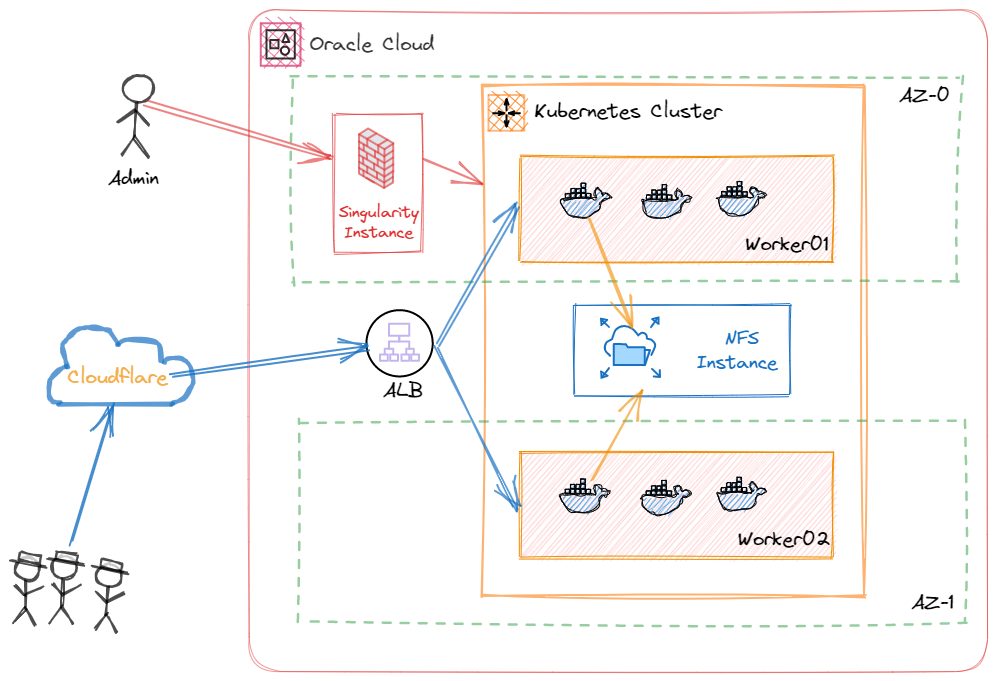 Oracle Cloud
AZ-0
Kubernetes Cluster
Admin
Singularity
Instance
Worker01
NFS
Instance
Cloudflare
ALB
Worker02
AZ-1